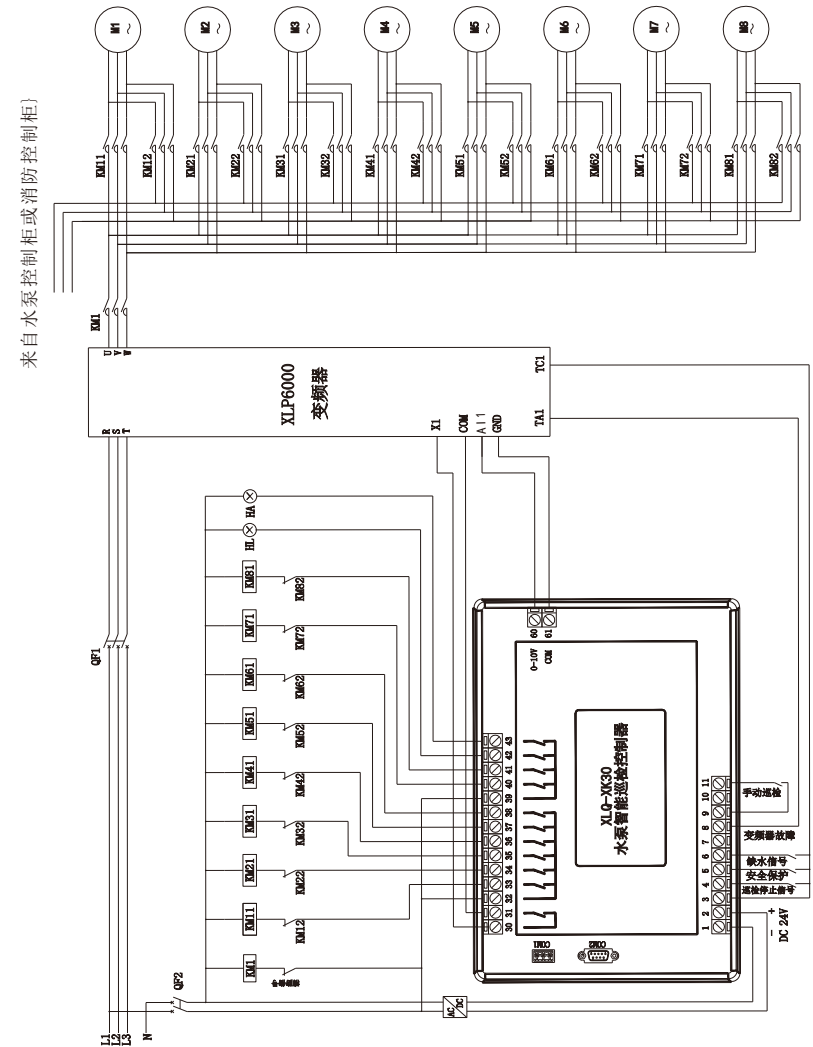 M1 ~
M2 ~
M3 ~
M4 ~
M5 ~
M6 ~
M7 ~
M8 ~
KM11
KM12
KM21
KM22
KM31
KM32
KM41
KM42
KM51
KM52
KM61
KM62
KM71
KM72
KM81
KM82
来自水泵控制柜或消防控制柜}
KM1
U
V
W
XLP6000
变频器
TC1
TA1
R
S
T
X1
COM
AI1
GND
HA
HL
KM81
KM82
KM71
KM72
KM61
KM62
KM51
KM52
KM41
KM42
KM31
KM32
KM21
KM22
KM11
KM12
KM1
QF1
QF2
L1
L2
L3
N
AC
DC
60
61
0-10V
COM
43
42
41
40
39
38
37
36
35
34
33
32
31
30
XLQ-XK30
水泵智能巡检控制器
COM1
COM2
11
10
9
8
7
6
5
4
3
2
1
手动巡检
变频器故障
缺水信号
安全保护
巡检停止信号
+
-
DC 24V